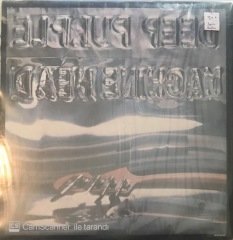 DEEP PURPLE
MACHINE HEAD
CamScanner ile tarandı